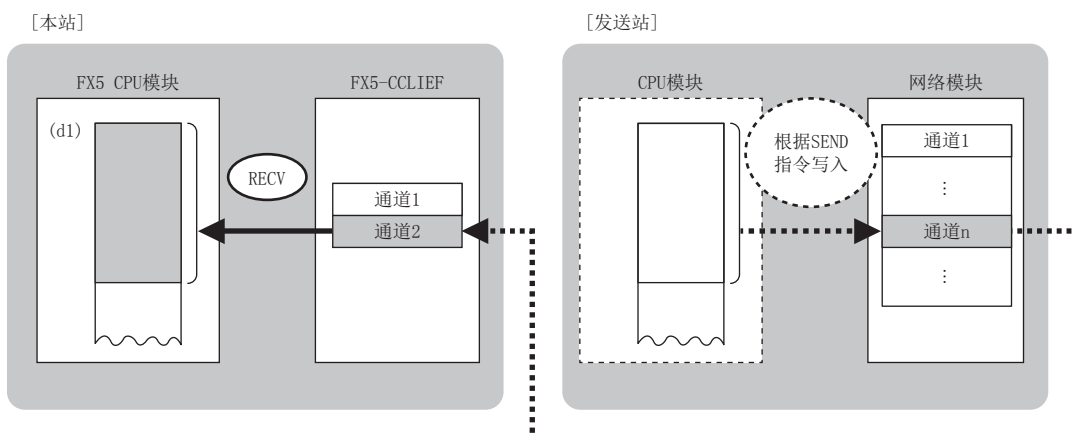 [本站]
FX5 CPU模块
FX5-CCLIEF
(d1)
RECV
通道1
通道2
[发送站]
CPU模块
网络模块
根据SEND
指令写入
通道1
⋮
通道n
⋮